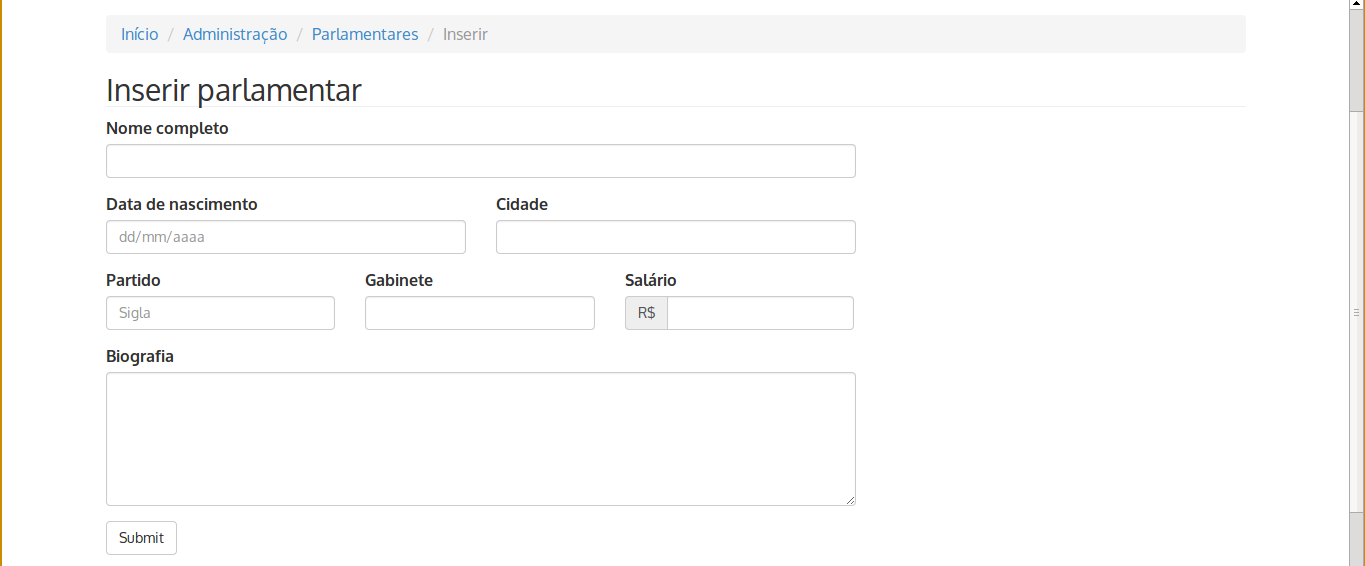 Início / Administração / Parlamentares / Inserir
Inserir parlamentar
Nome completo
Data de nascimento Cidade
dd/mm/aaaa
Partido Gabinete Salário
Sigla R$
Biografia
Submit